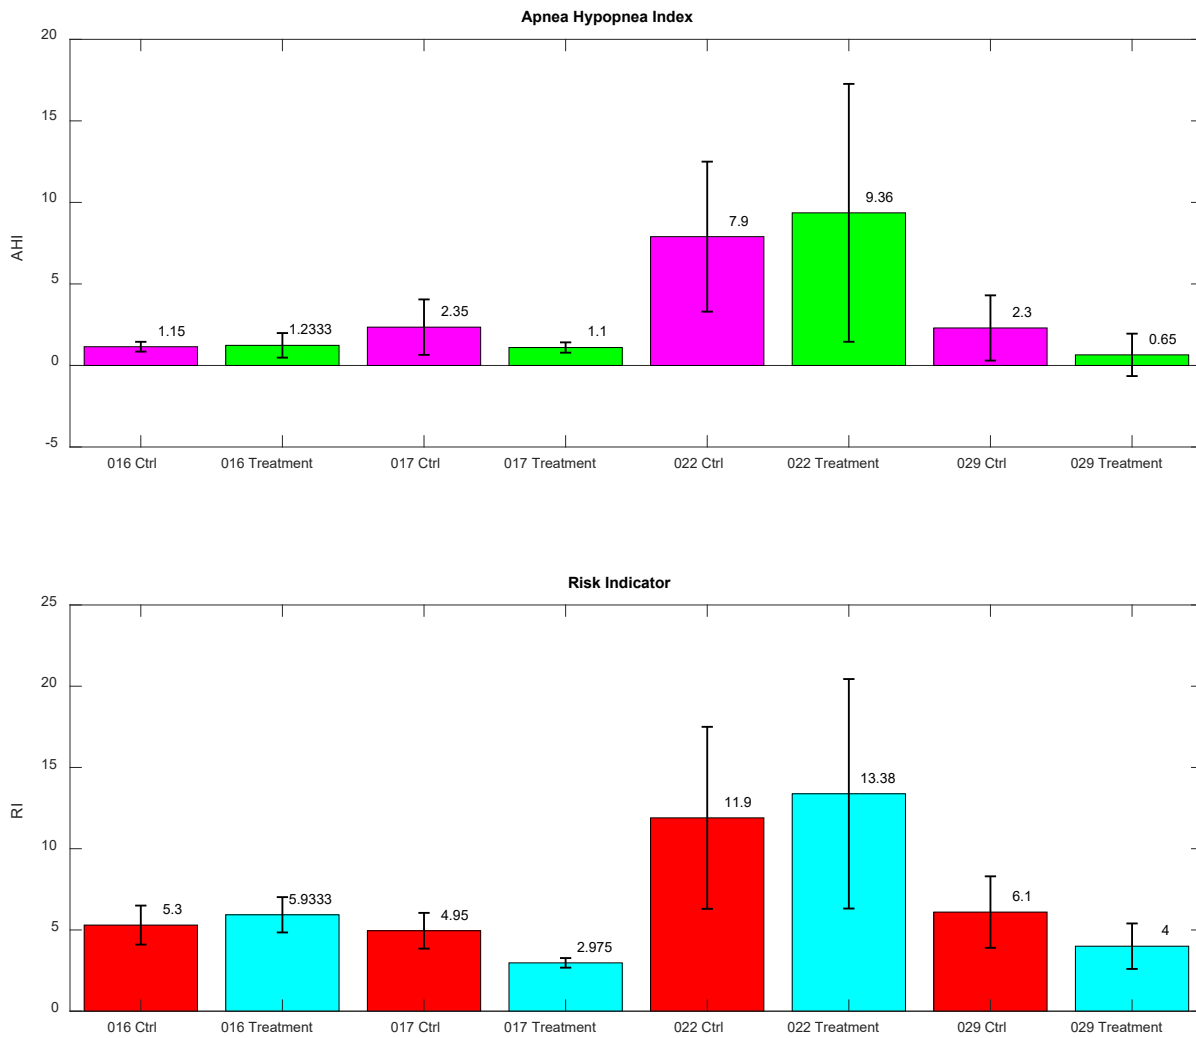 Apnea Hypopnea Index
20
15
10
5
0
-5
AHI
1.15
1.2333
2.35
1.1
7.9
9.36
2.3
0.65
016 Ctrl
016 Treatment
017 Ctrl
017 Treatment
022 Ctrl
022 Treatment
029 Ctrl
029 Treatment
Risk Indicator
25
20
15
10
5
0
RI
5.3
5.9333
4.95
2.975
11.9
13.38
6.1
4
016 Ctrl
016 Treatment
017 Ctrl
017 Treatment
022 Ctrl
022 Treatment
029 Ctrl
029 Treatment